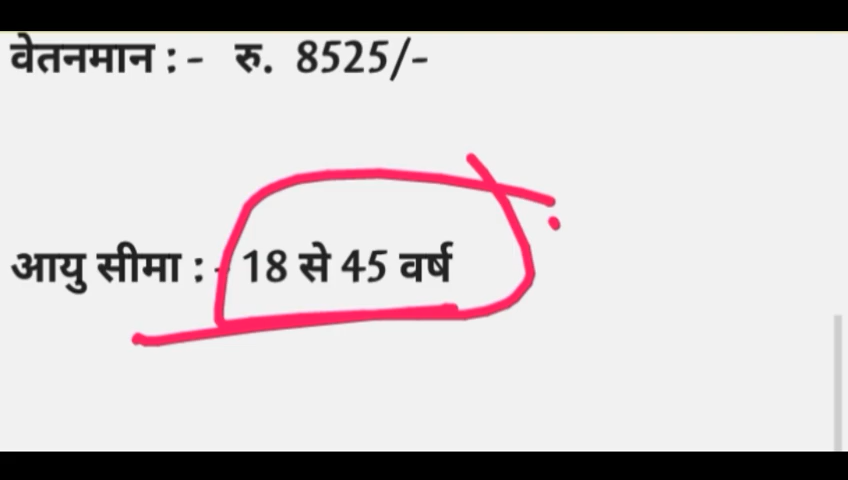 वेतनमान :- रु. 8525/-
आयु सीमा :- 18 से 45 वर्ष